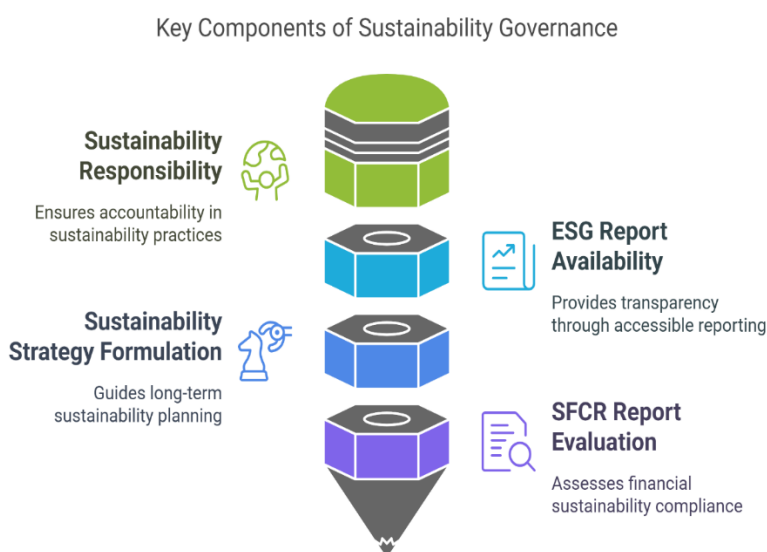 Key Components of Sustainability Governance
Sustainability
Responsibility
Ensures accountability in
sustainability practices
ESG Report
Availability
Provides transparency
through accessible reporting
Sustainability
Strategy Formulation
Guides long-term
sustainability planning
SFCR Report
Evaluation
Assesses financial
sustainability compliance